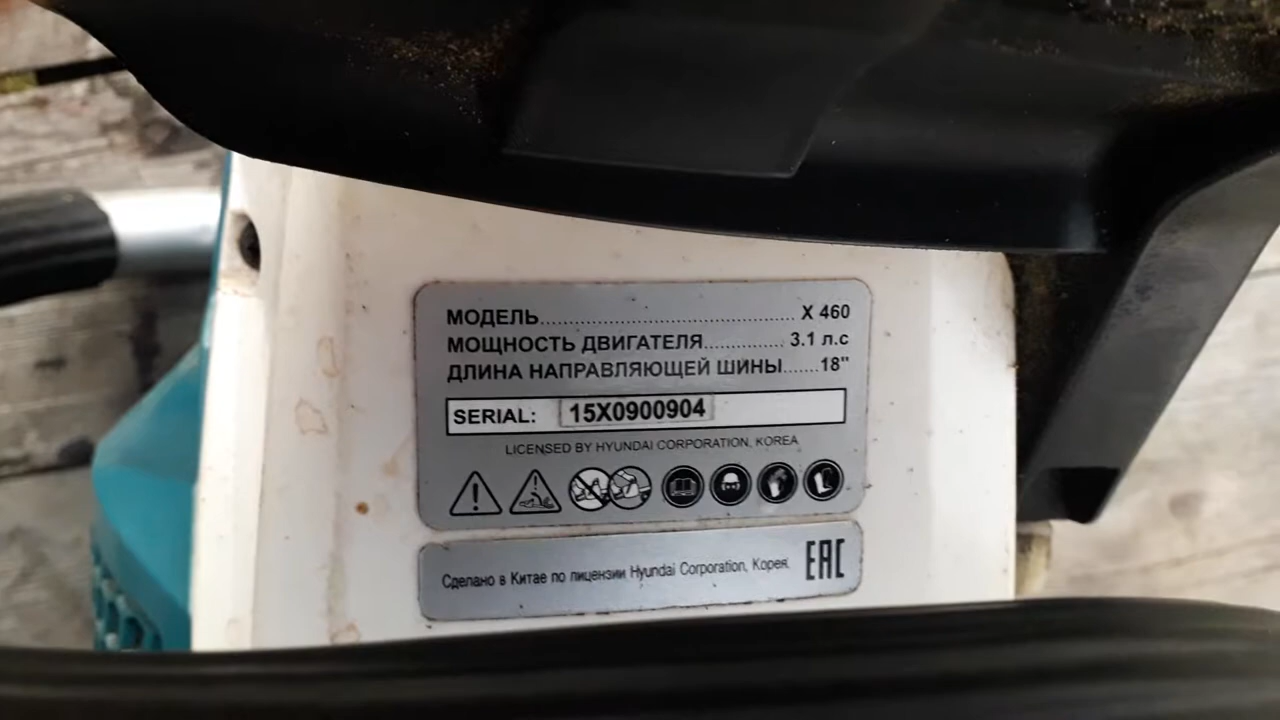 МОДЕЛЬ........................................ X 460
МОЩНОСТЬ ДВИГАТЕЛЯ................ 3.1 л.с
ДЛИНА НАПРАВЛЯЮЩЕЙ ШИНЫ.......18"
SERIAL: 15X0900904
LICENSED BY HYUNDAI CORPORATION, KOREA
Сделано в Китае по лицензии Hyundai Corporation, Корея. EAC